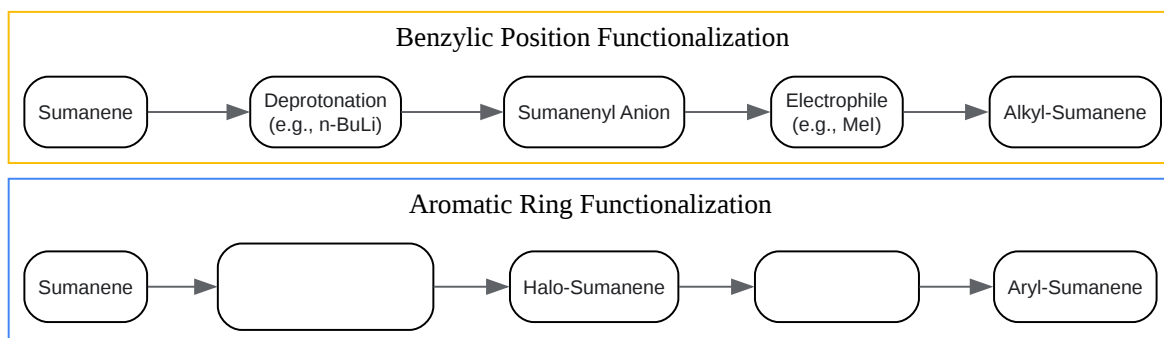 Benzylic Position Functionalization
Sumanene
Deprotonation
(e.g., n-BuLi)
Sumanenyl Anion
Electrophile
(e.g., MeI)
Alkyl-Sumanene
Aromatic Ring Functionalization
Sumanene
Halo-Sumanene
Aryl-Sumanene